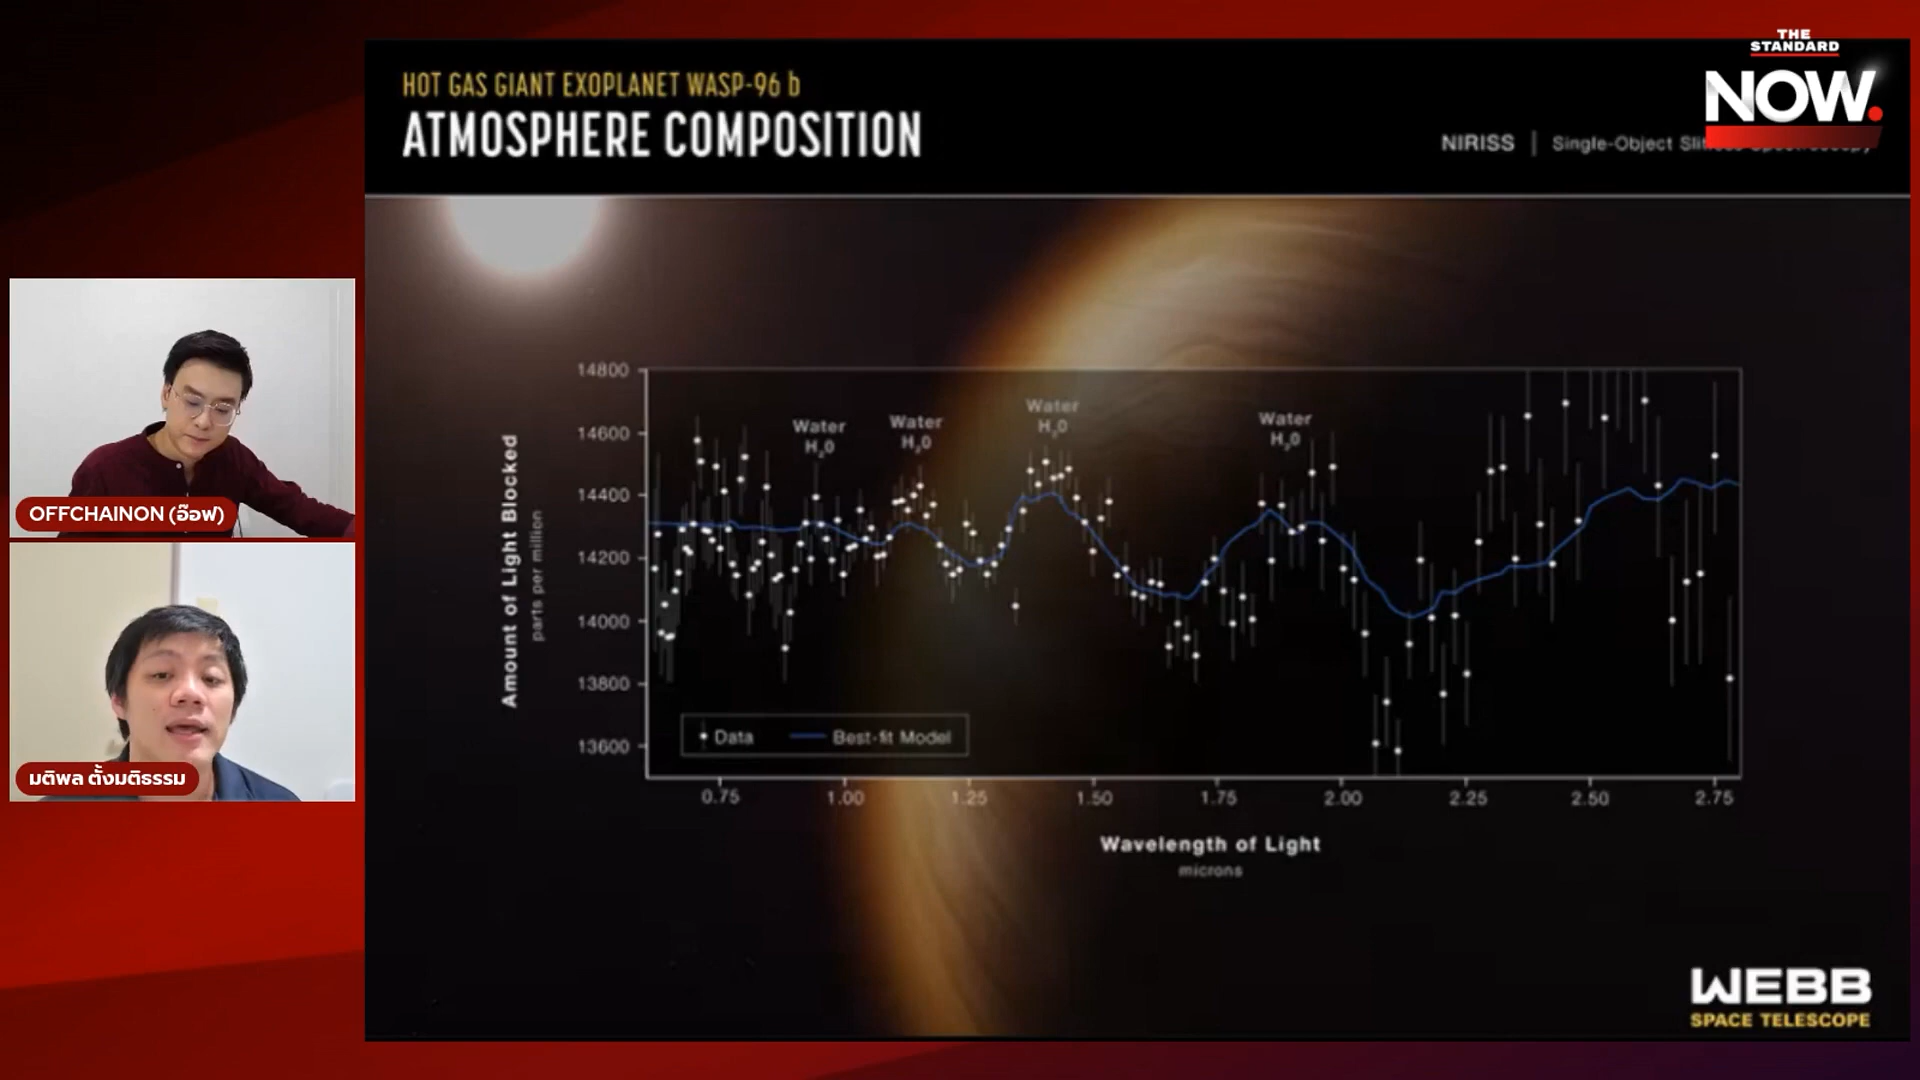 THE
STANDARD
NOW.
HOT GAS GIANT EXOPLANET WASP-96 b
ATMOSPHERE COMPOSITION
NIRISS | Single-Object
OFFCHAINON (อ๊อฟ)
มติพล ตั้งมติธรรม
Amount of Light Blocked
parts per million
14800
14600
14400
14200
14000
13800
13600
Water
H₂O
Water
H₂O
Water
H₂O
Water
H₂O
Data
Best-fit Model
0.75 1.00 1.25 1.50 1.75 2.00 2.25 2.50 2.75
Wavelength of Light
microns
WEBB
SPACE TELESCOPE